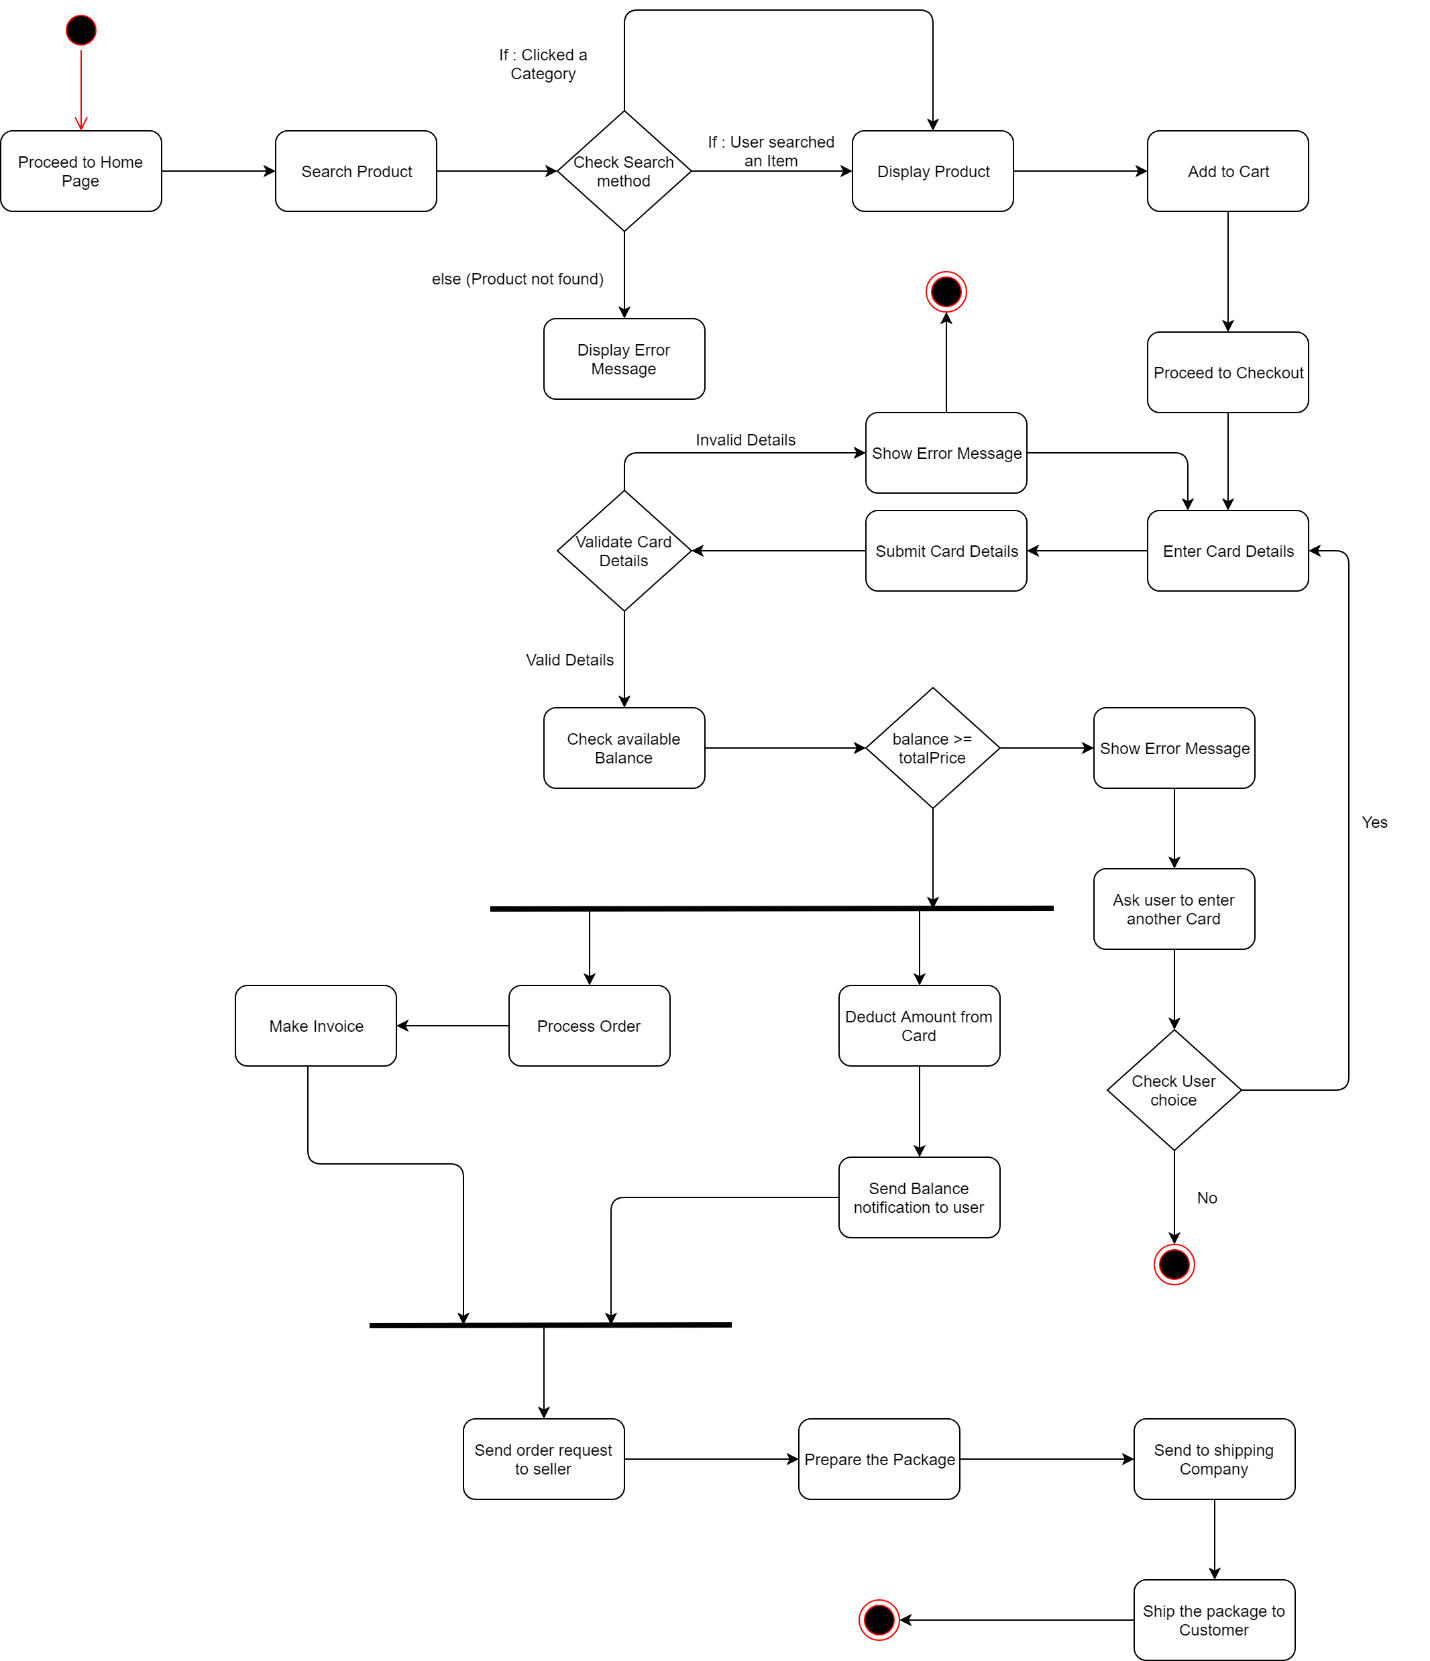 If : Clicked a
Category
Proceed to Home
Page
Search Product
Check Search
method
If : User searched
an Item
Display Product
Add to Cart
else (Product not found)
Display Error
Message
Proceed to Checkout
Invalid Details
Show Error Message
Validate Card
Details
Submit Card Details
Enter Card Details
Valid Details
Check available
Balance
balance >=
totalPrice
Show Error Message
Yes
Ask user to enter
another Card
Make Invoice
Process Order
Deduct Amount from
Card
Check User
choice
Send Balance
notification to user
No
Send order request
to seller
Prepare the Package
Send to shipping
Company
Ship the package to
Customer